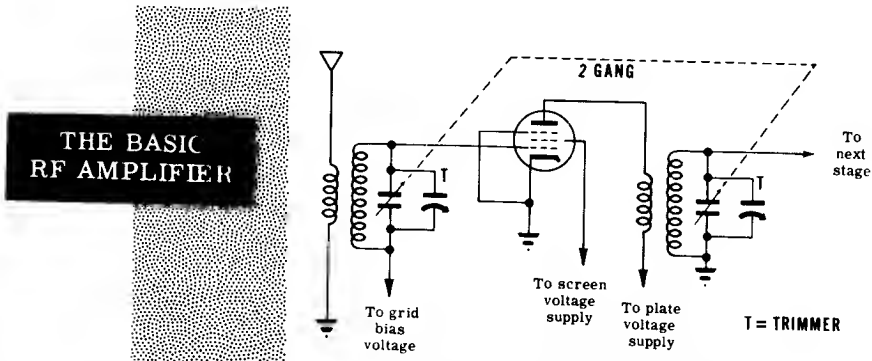 THE BASIC
RF AMPLIFIER
2 GANG
T
T
To
next
stage
To grid
bias
voltage
To screen
voltage
supply
To plate
voltage
supply
T = TRIMMER